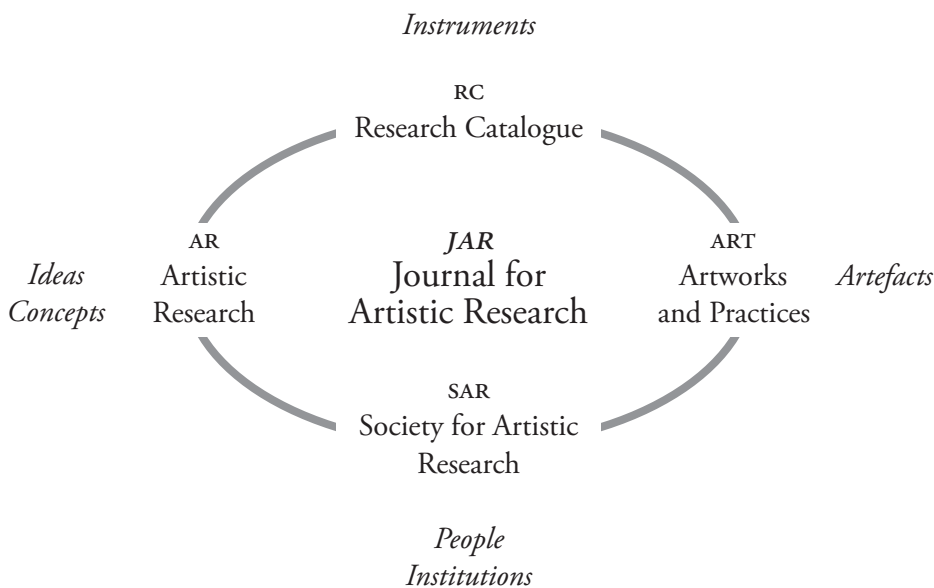 Instruments
RC
Research Catalogue
AR
Artistic
Research
Ideas
Concepts
JAR
Journal for
Artistic Research
ART
Artworks
and Practices
Artefacts
SAR
Society for Artistic
Research
People
Institutions